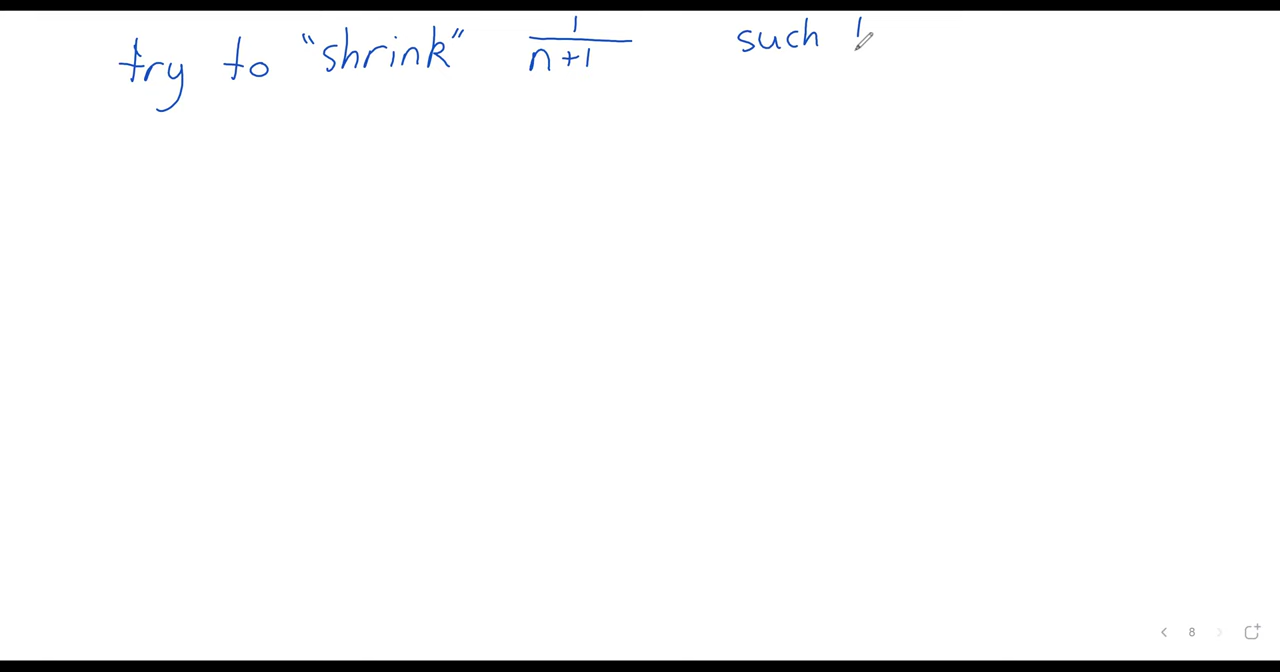 try to “shrink” 1/(n+1) such
8